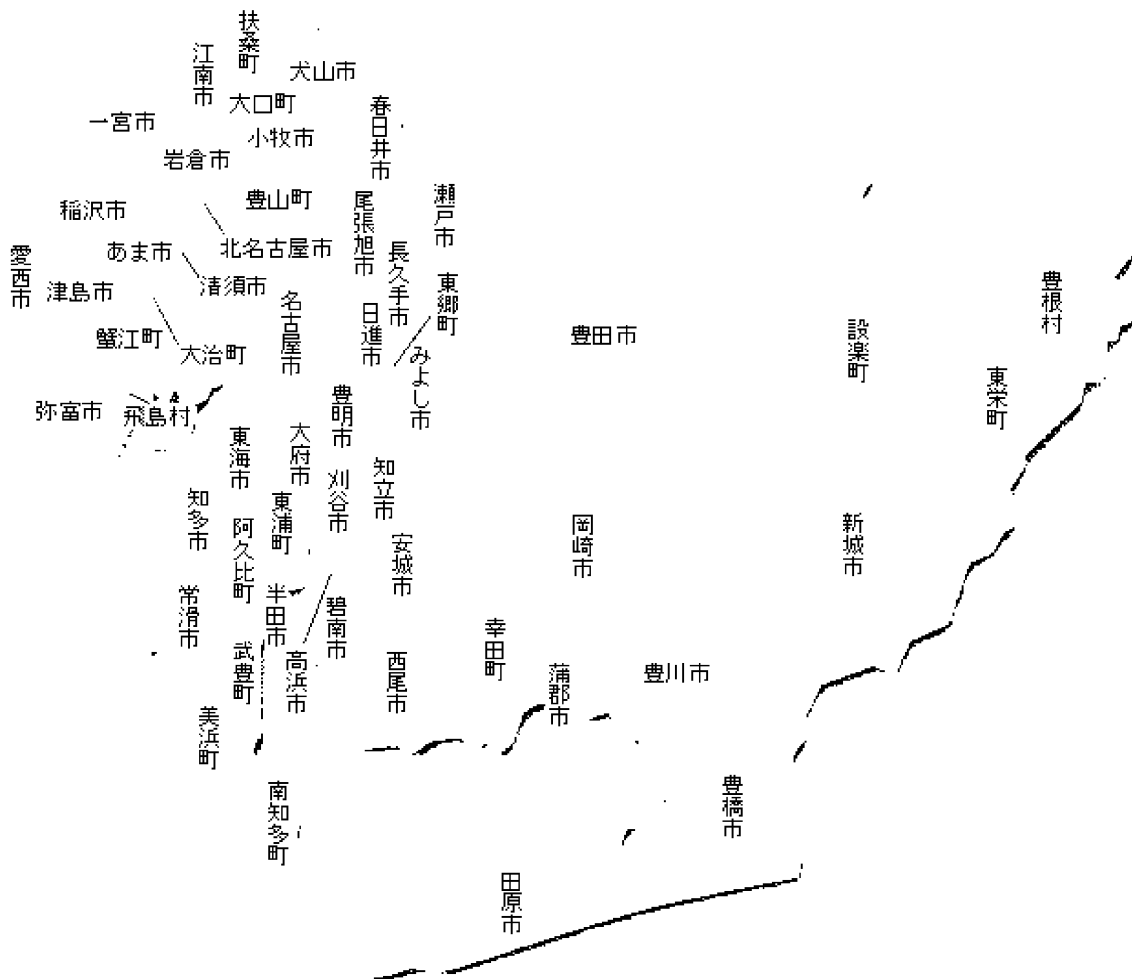 扶桑町
江南市
犬山市
大口町
春日井市
一宮市
小牧市
岩倉市
豊山町
尾張旭市
瀬戸市
稲沢市
北名古屋市
あま市
愛西市
長久手市
清須市
津島市
東郷町
豊根村
名古屋市
日進市
蟹江町
豊田市
設楽町
大治町
みよし市
東栄町
弥富市
飛島村
豊明市
東海市
大府市
刈谷市
知立市
知多市
東浦町
阿久比町
岡崎市
新城市
安城市
常滑市
半田市
碧南市
武豊町
高浜市
西尾市
幸田町
蒲郡市
豊川市
美浜町
南知多町
豊橋市
田原市